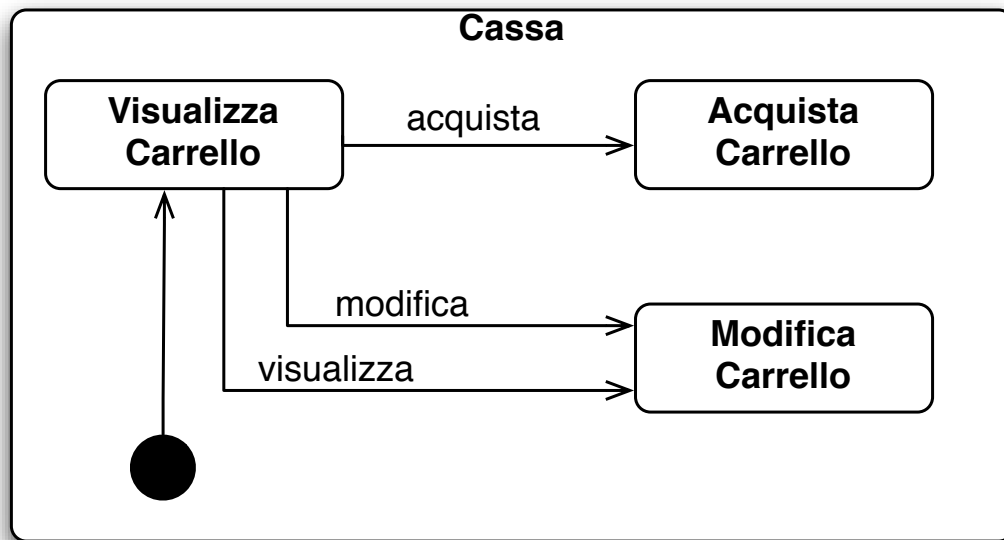 Cassa
Visualizza
Carrello
acquista
Acquista
Carrello
modifica
visualizza
Modifica
Carrello